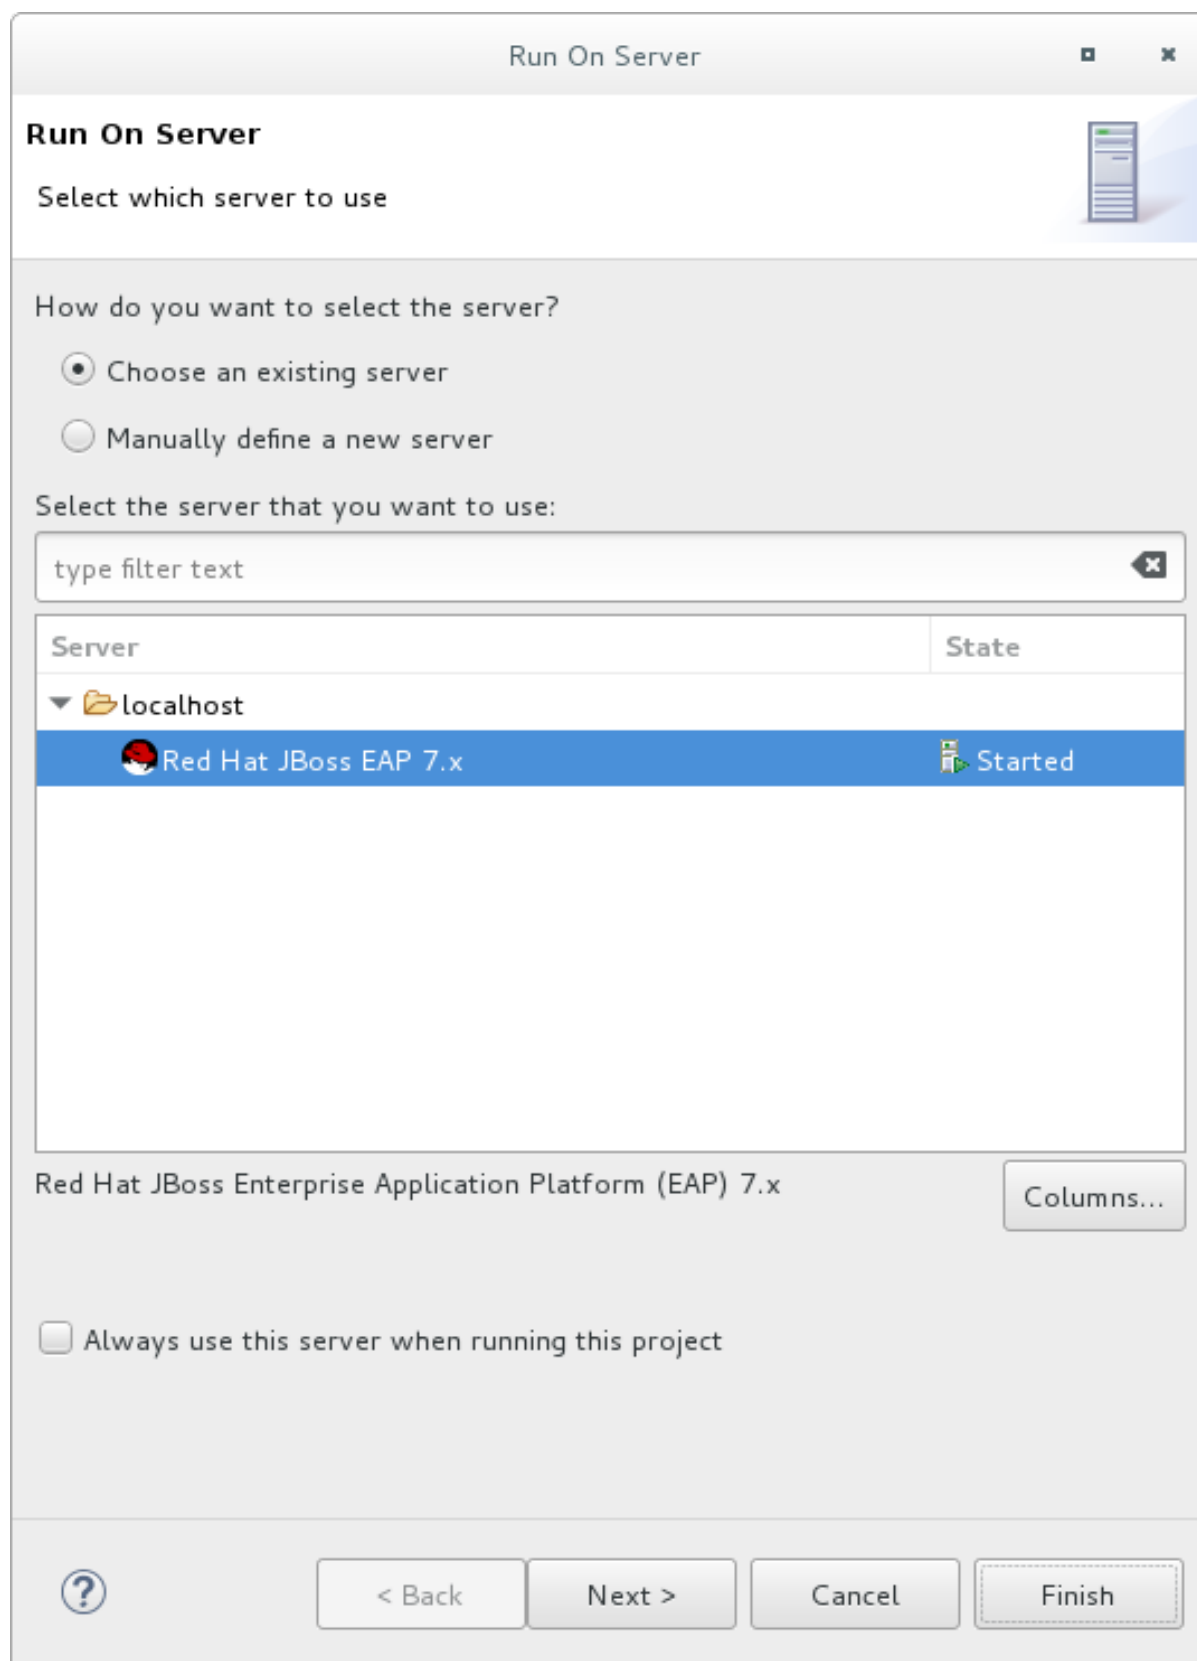 Run On Server
Run On Server
Select which server to use
How do you want to select the server?
Choose an existing server
Manually define a new server
Select the server that you want to use:
type filter text
Server State
localhost
Red Hat JBoss EAP 7.x Started
Red Hat JBoss Enterprise Application Platform (EAP) 7.x
Columns...
Always use this server when running this project
? < Back Next > Cancel Finish